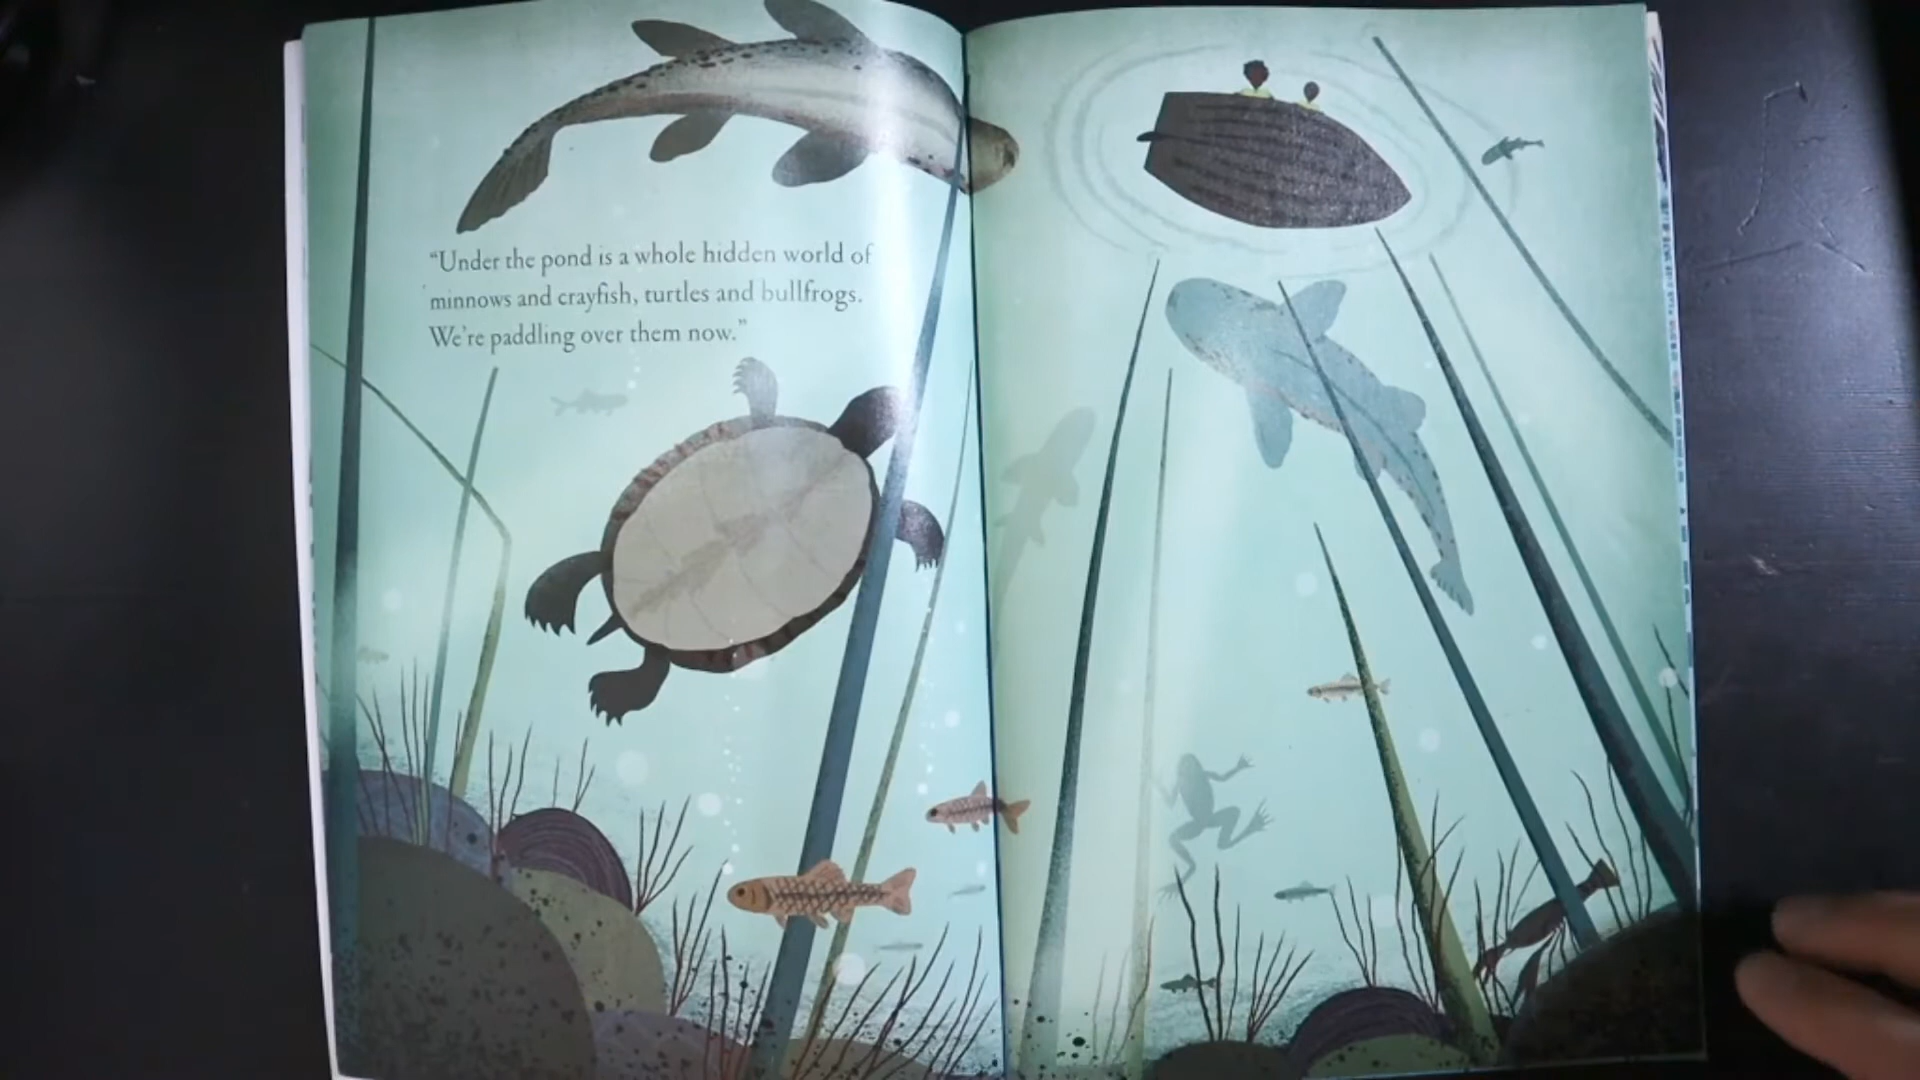 “Under the pond is a whole hidden world of
minnows and crayfish, turtles and bullfrogs.
We’re paddling over them now.”